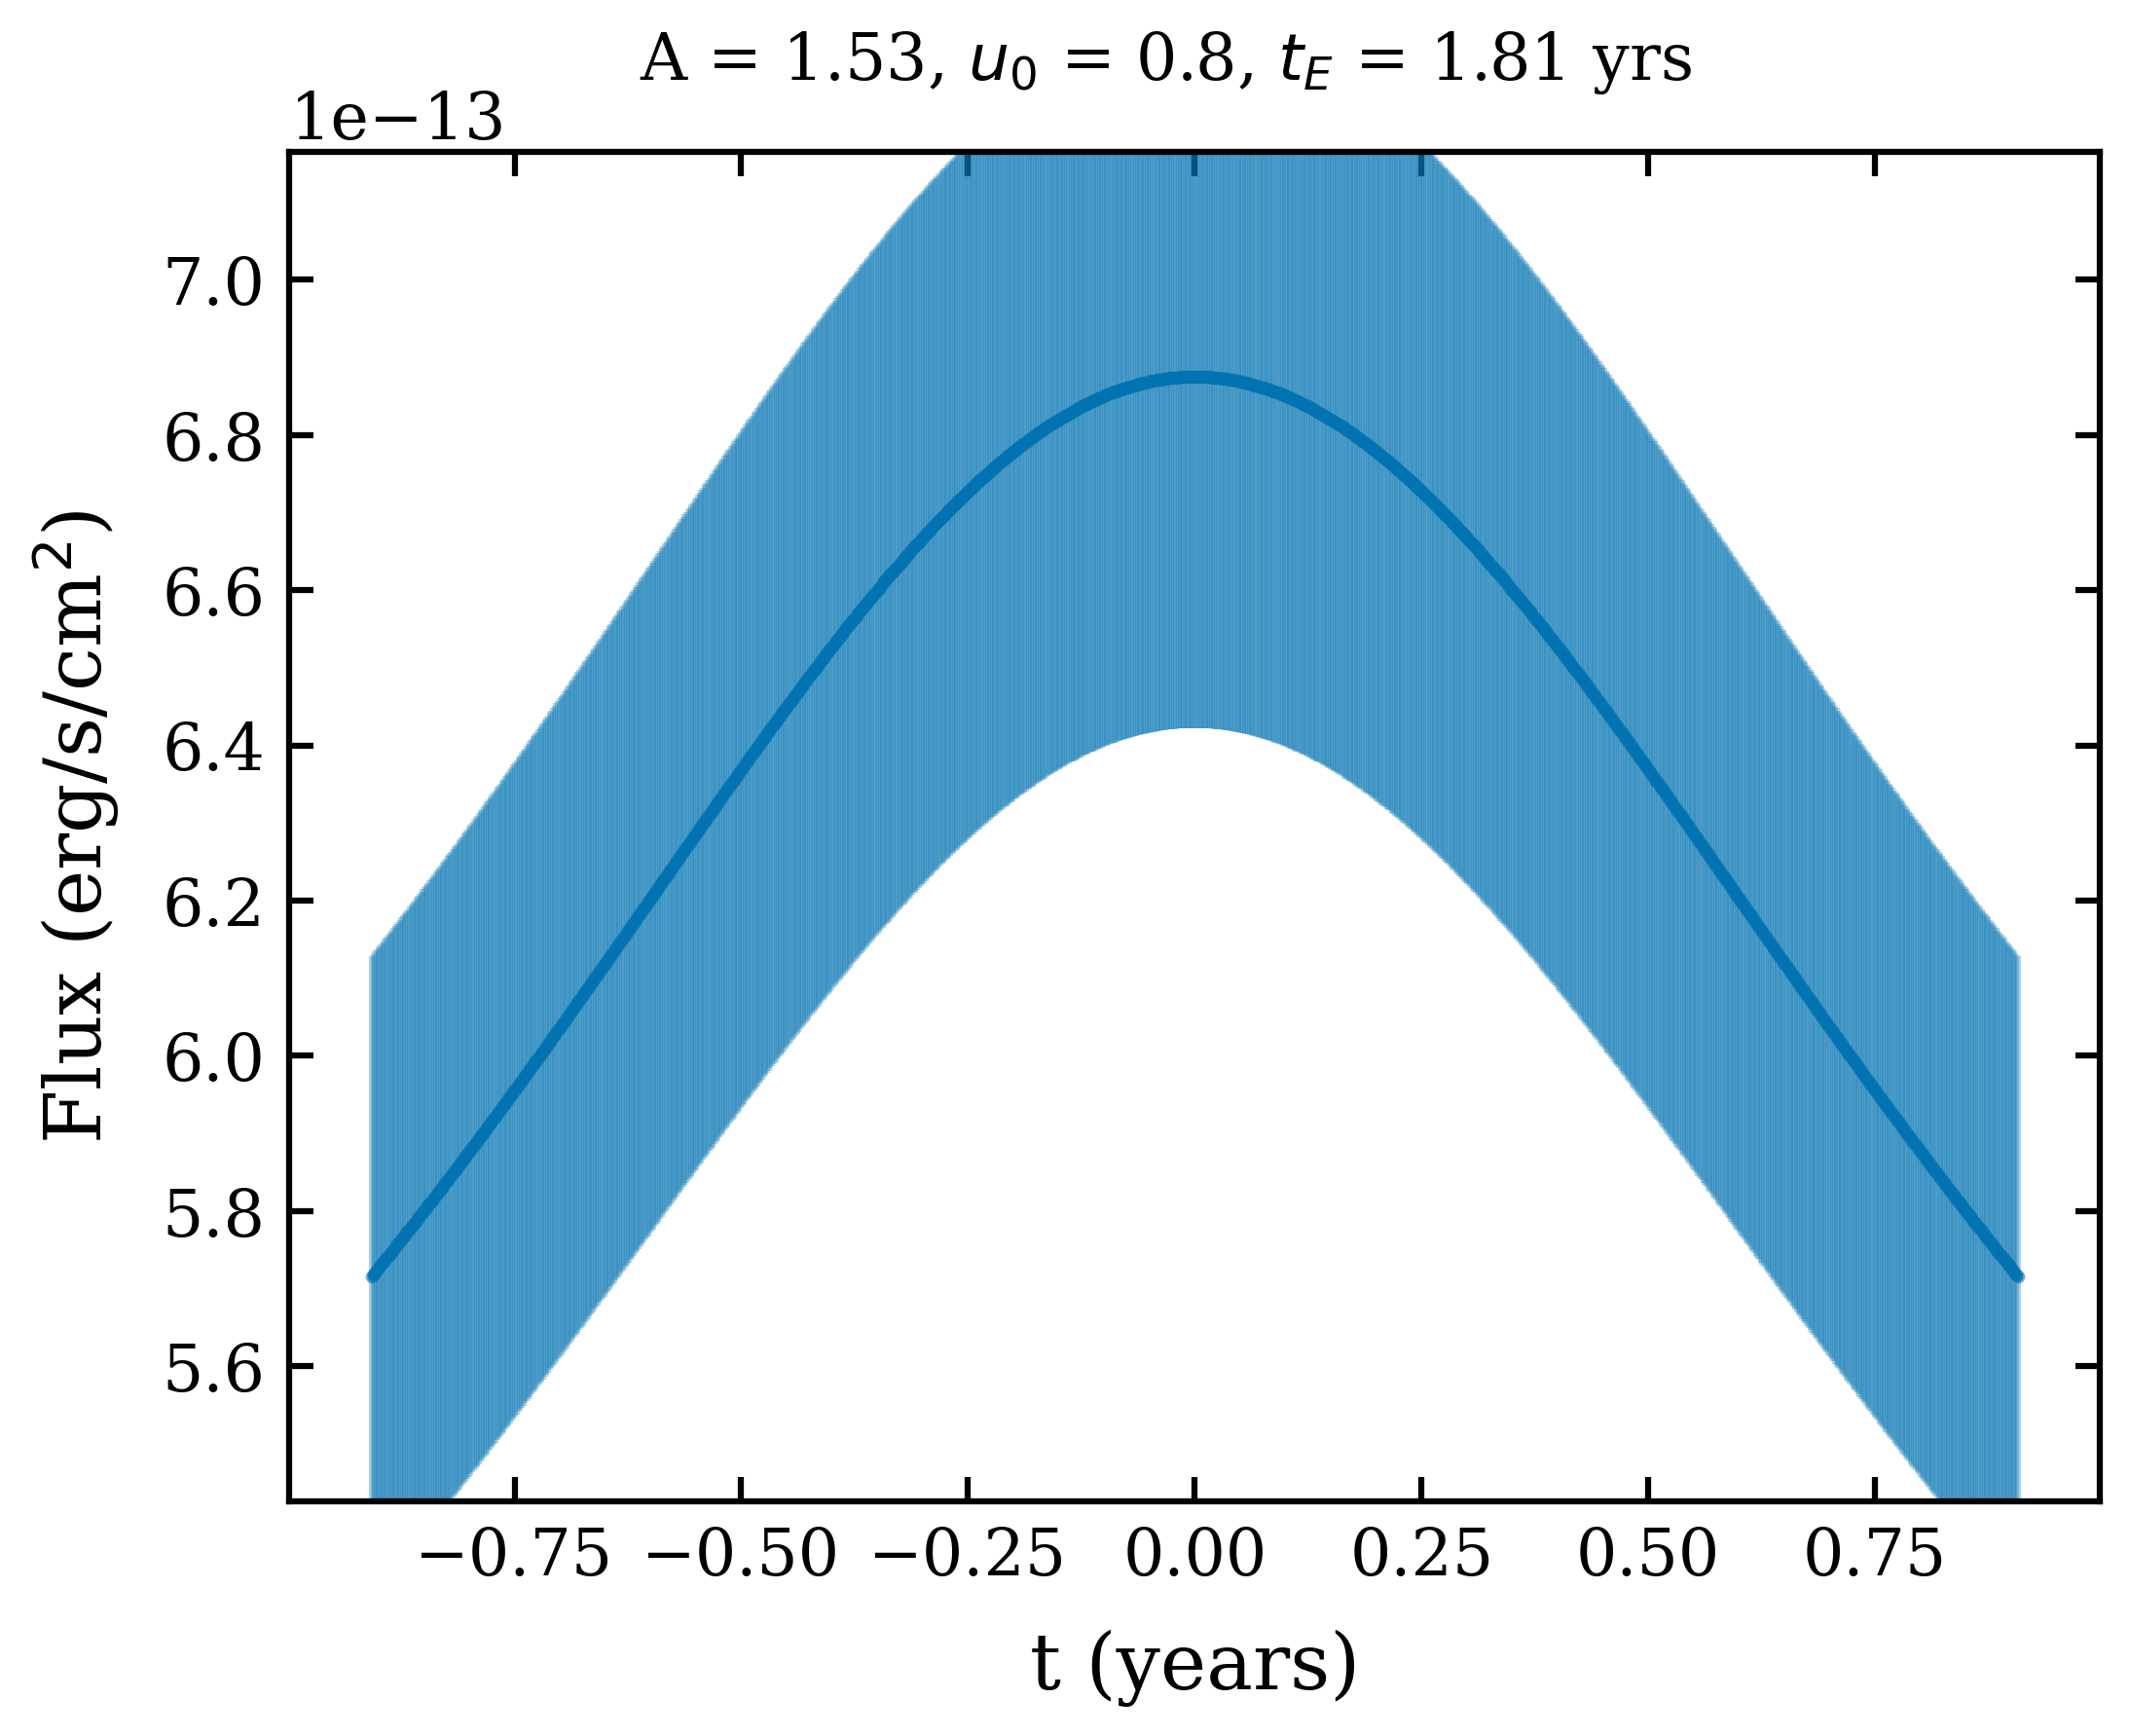 A = 1.53, u₀ = 0.8, t_E = 1.81 yrs
1e−13
7.0
6.8
6.6
6.4
6.2
6.0
5.8
5.6
Flux (erg/s/cm²)
−0.75 −0.50 −0.25 0.00 0.25 0.50 0.75
t (years)